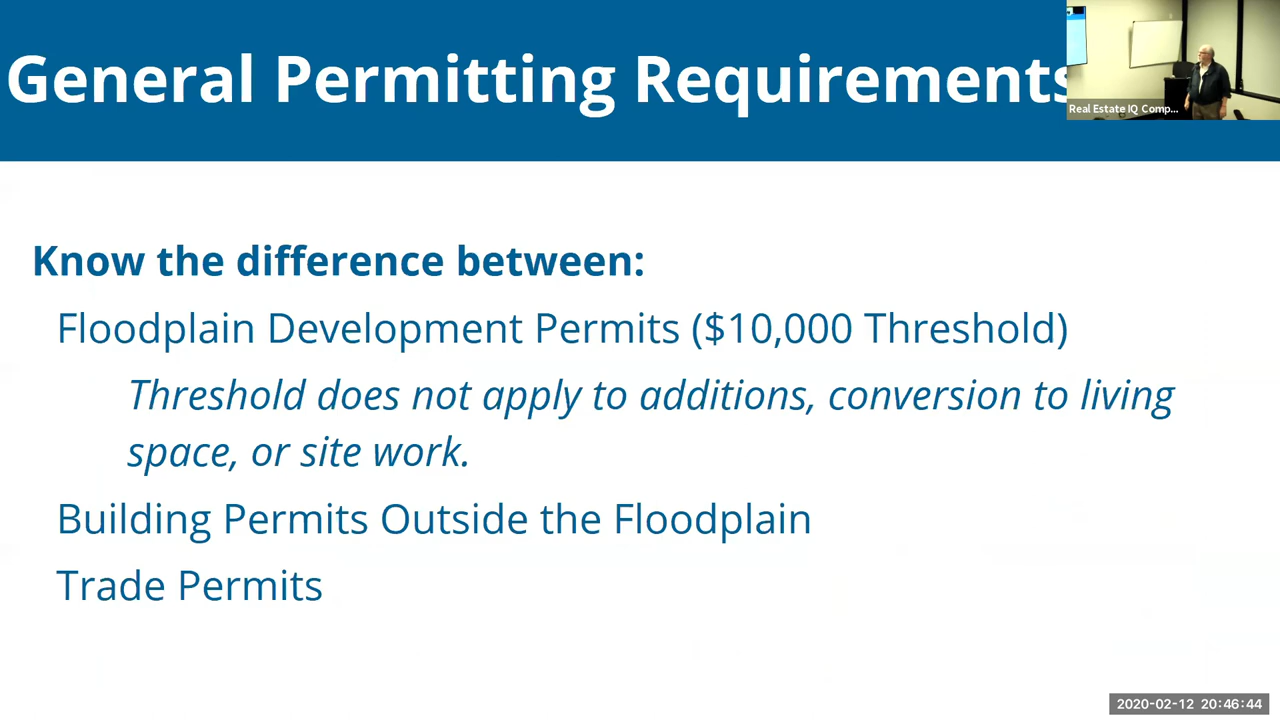 General Permitting Requirements
Real Estate IQ Comp...
Know the difference between:
Floodplain Development Permits ($10,000 Threshold)
Threshold does not apply to additions, conversion to living
space, or site work.
Building Permits Outside the Floodplain
Trade Permits
2020-02-12 20:46:44